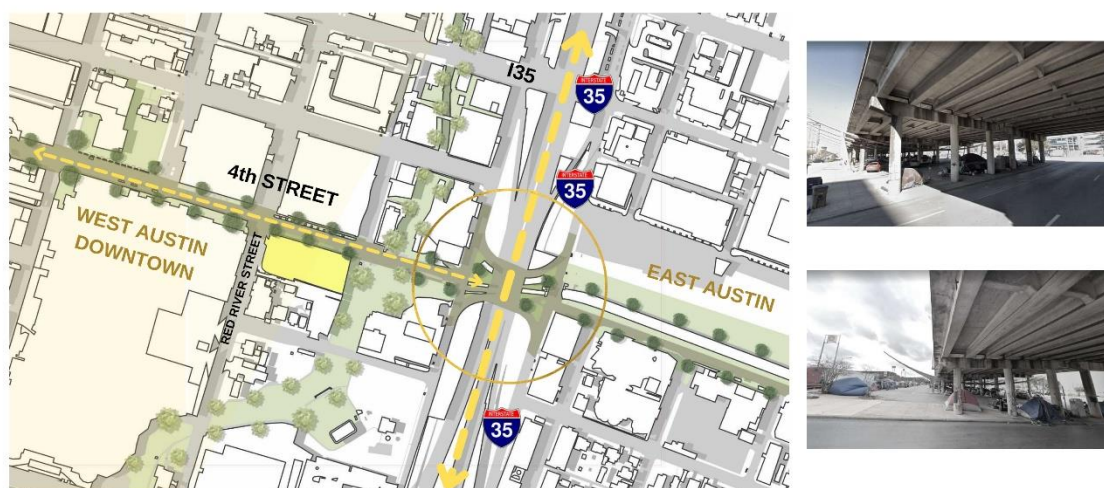 I35
INTERSTATE
35
INTERSTATE
35
4th STREET
WEST AUSTIN
DOWNTOWN
RED RIVER STREET
EAST AUSTIN
INTERSTATE
35